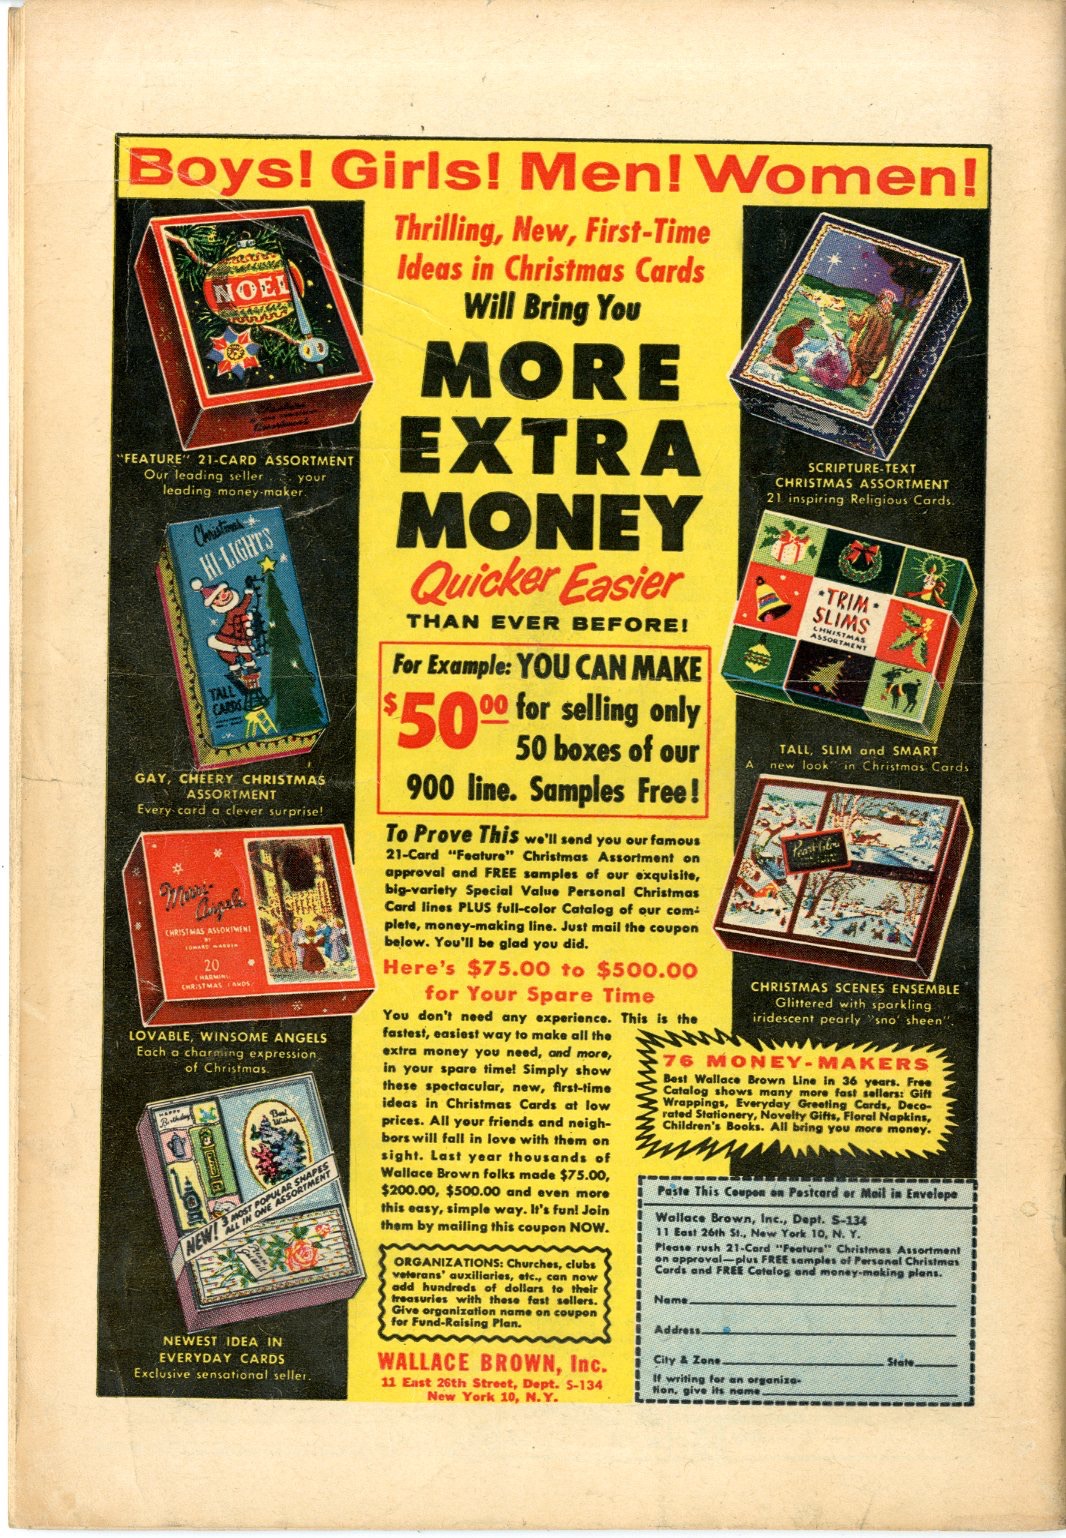 Boys! Girls! Men! Women!
Thrilling, New, First-Time
Ideas in Christmas Cards
Will Bring You
MORE
EXTRA
MONEY
Quicker Easier
THAN EVER BEFORE!
For Example: YOU CAN MAKE
$50.00 for selling only
50 boxes of our
900 line. Samples Free!
To Prove This we'll send you our famous
21-Card "Feature" Christmas Assortment on
approval and FREE samples of our exquisite,
big-variety Special Value Personal Christmas
Card lines PLUS full-color Catalog of our com-
plete, money-making line. Just mail the coupon
below. You'll be glad you did.
Here's $75.00 to $500.00
for Your Spare Time
You don't need any experience. This is the
fastest, easiest way to make all the
extra money you need, and more,
in your spare time! Simply show
these spectacular, new, first-time
ideas in Christmas Cards at low
prices. All your friends and neigh-
bors will fall in love with them on
sight. Last year thousands of
Wallace Brown folks made $75.00,
$200.00, $500.00 and even more
this easy, simple way. It's fun! Join
them by mailing this coupon NOW.
ORGANIZATIONS: Churches, clubs
veterans' auxiliaries, etc., can now
add hundreds of dollars to their
treasuries with these fast sellers.
Give organization name on coupon
for Fund-Raising Plan.
WALLACE BROWN, Inc.
11 East 26th Street, Dept. S-134
New York 10, N.Y.
NOEL
"FEATURE" 21-CARD ASSORTMENT
Our leading seller . . . your
leading money-maker.
Christmas
HI-LIGHTS
TALL
CARDS
GAY, CHEERY CHRISTMAS
ASSORTMENT
Every card a clever surprise!
Merri-
Angels
CHRISTMAS ASSORTMENT
BY
EDWARD WARREN
20
CHARMING
CHRISTMAS CARDS
LOVABLE, WINSOME ANGELS
Each a charming expression
of Christmas.
HAPPY
Birthday
Best
Wishes
NEW! 3 MOST POPULAR SHAPES
ALL IN ONE ASSORTMENT
NEWEST IDEA IN
EVERYDAY CARDS
Exclusive sensational seller.
SCRIPTURE-TEXT
CHRISTMAS ASSORTMENT
21 inspiring Religious Cards.
TRIM
SLIMS
CHRISTMAS
ASSORTMENT
TALL, SLIM and SMART
A "new look" in Christmas Cards
CHRISTMAS SCENES ENSEMBLE
Glittered with sparkling
iridescent pearly "sno' sheen".
76 MONEY-MAKERS
Best Wallace Brown Line in 36 years. Free
Catalog shows many more fast sellers: Gift
Wrappings, Everyday Greeting Cards, Deco-
rated Stationery, Novelty Gifts, Floral Napkins,
Children's Books. All bring you more money.
Paste This Coupon on Postcard or Mail in Envelope
Wallace Brown, Inc., Dept. S-134
11 East 26th St., New York 10, N. Y.
Please rush 21-Card "Feature" Christmas Assortment
on approval—plus FREE samples of Personal Christmas
Cards and FREE Catalog and money-making plans.
Name
Address
City & Zone State
If writing for an organiza-
tion, give its name